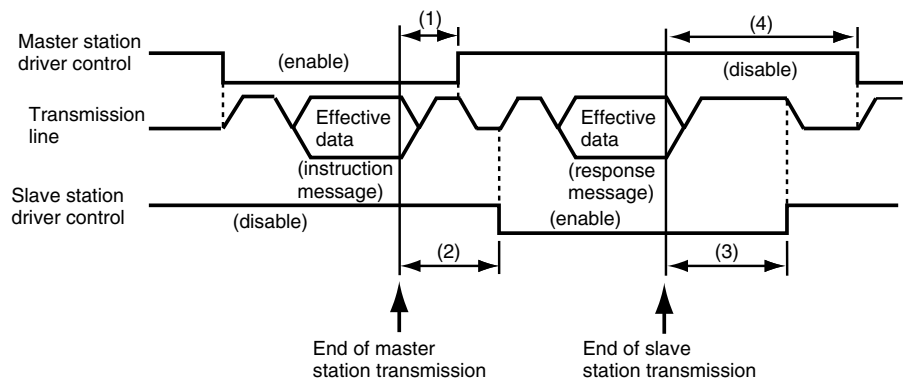 (1)
(4)
Master station
driver control
(enable)
(disable)
Transmission
line
Effective
data
Effective
data
(instruction
message)
(response
message)
Slave station
driver control
(disable)
(enable)
(2)
(3)
End of master
station transmission
End of slave
station transmission